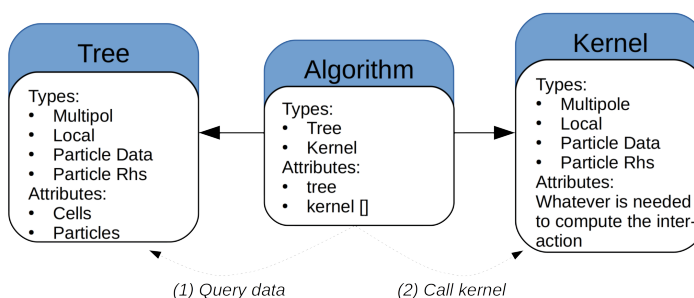 Tree
Types:
• Multipol
• Local
• Particle Data
• Particle Rhs
Attributes:
• Cells
• Particles
Algorithm
Types:
• Tree
• Kernel
Attributes:
• tree
• kernel []
Kernel
Types:
• Multipole
• Local
• Particle Data
• Particle Rhs
Attributes:
Whatever is needed
to compute the inter-
action
(1) Query data
(2) Call kernel